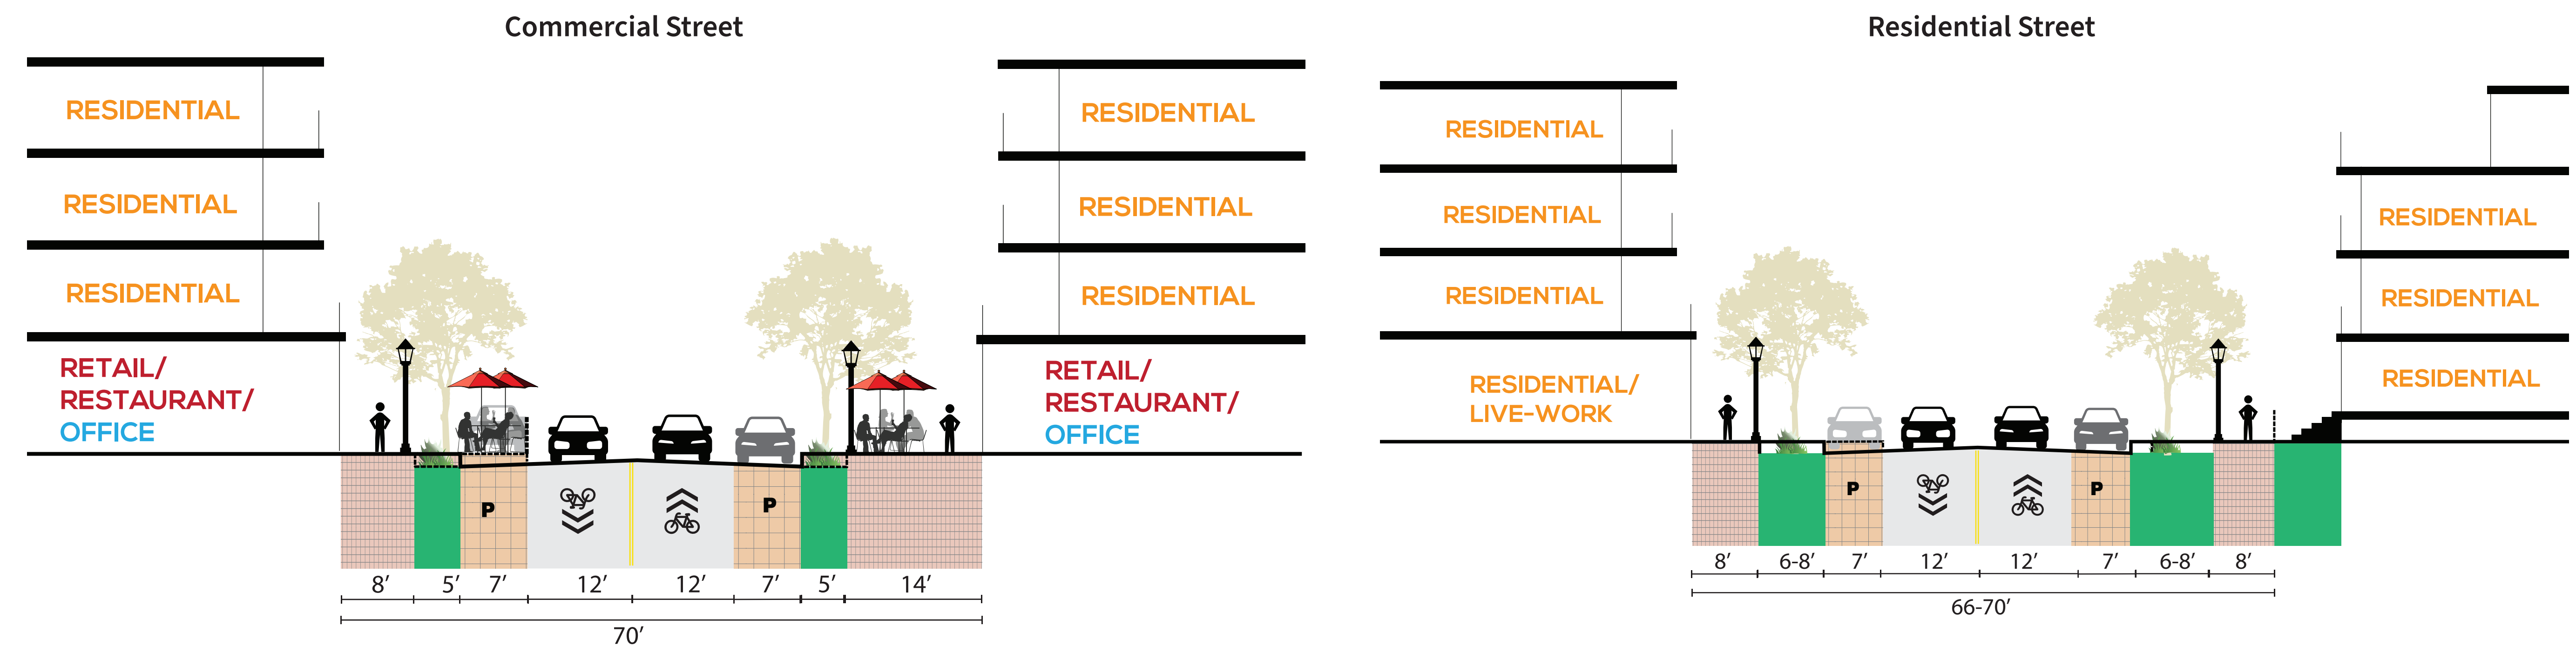 Commercial Street
RESIDENTIAL
RESIDENTIAL
RESIDENTIAL
RETAIL/
RESTAURANT/
OFFICE
RESIDENTIAL
RESIDENTIAL
RESIDENTIAL
RETAIL/
RESTAURANT/
OFFICE
P
P
8’ 5’ 7’ 12’ 12’ 7’ 5’ 14’
70’
Residential Street
RESIDENTIAL
RESIDENTIAL
RESIDENTIAL
RESIDENTIAL/
LIVE-WORK
RESIDENTIAL
RESIDENTIAL
RESIDENTIAL
P
P
8’ 6-8’ 7’ 12’ 12’ 7’ 6-8’ 8’
66-70’